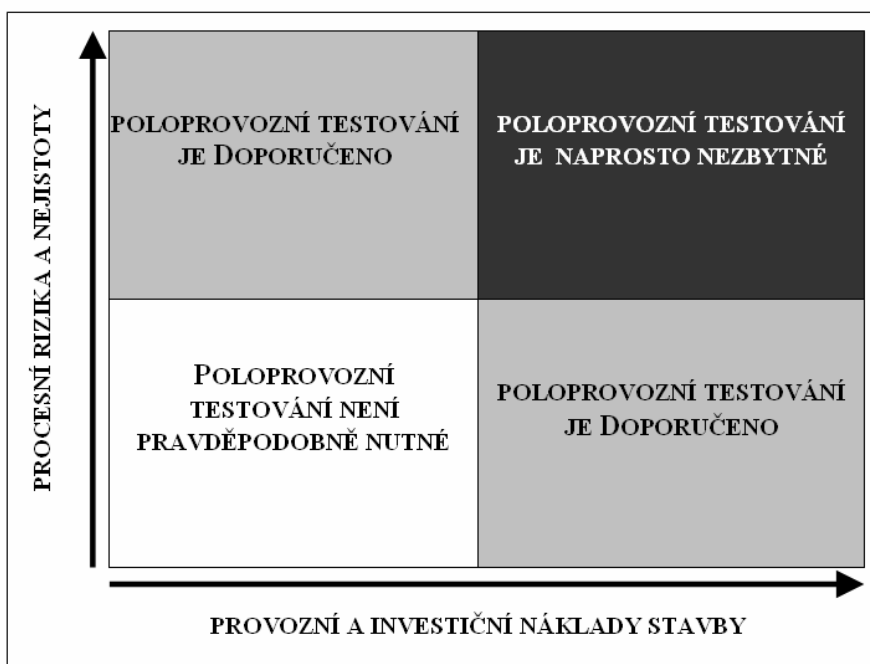 PROCESNÍ RIZIKA A NEJISTOTY
POLOPROVOZNÍ TESTOVÁNÍ
JE DOPORUČENO
POLOPROVOZNÍ TESTOVÁNÍ
JE NAPROSTO NEZBYTNÉ
POLOPROVOZNÍ
TESTOVÁNÍ NENÍ
PRAVDĚPODOBNĚ NUTNÉ
POLOPROVOZNÍ TESTOVÁNÍ
JE DOPORUČENO
PROVOZNÍ A INVESTIČNÍ NÁKLADY STAVBY